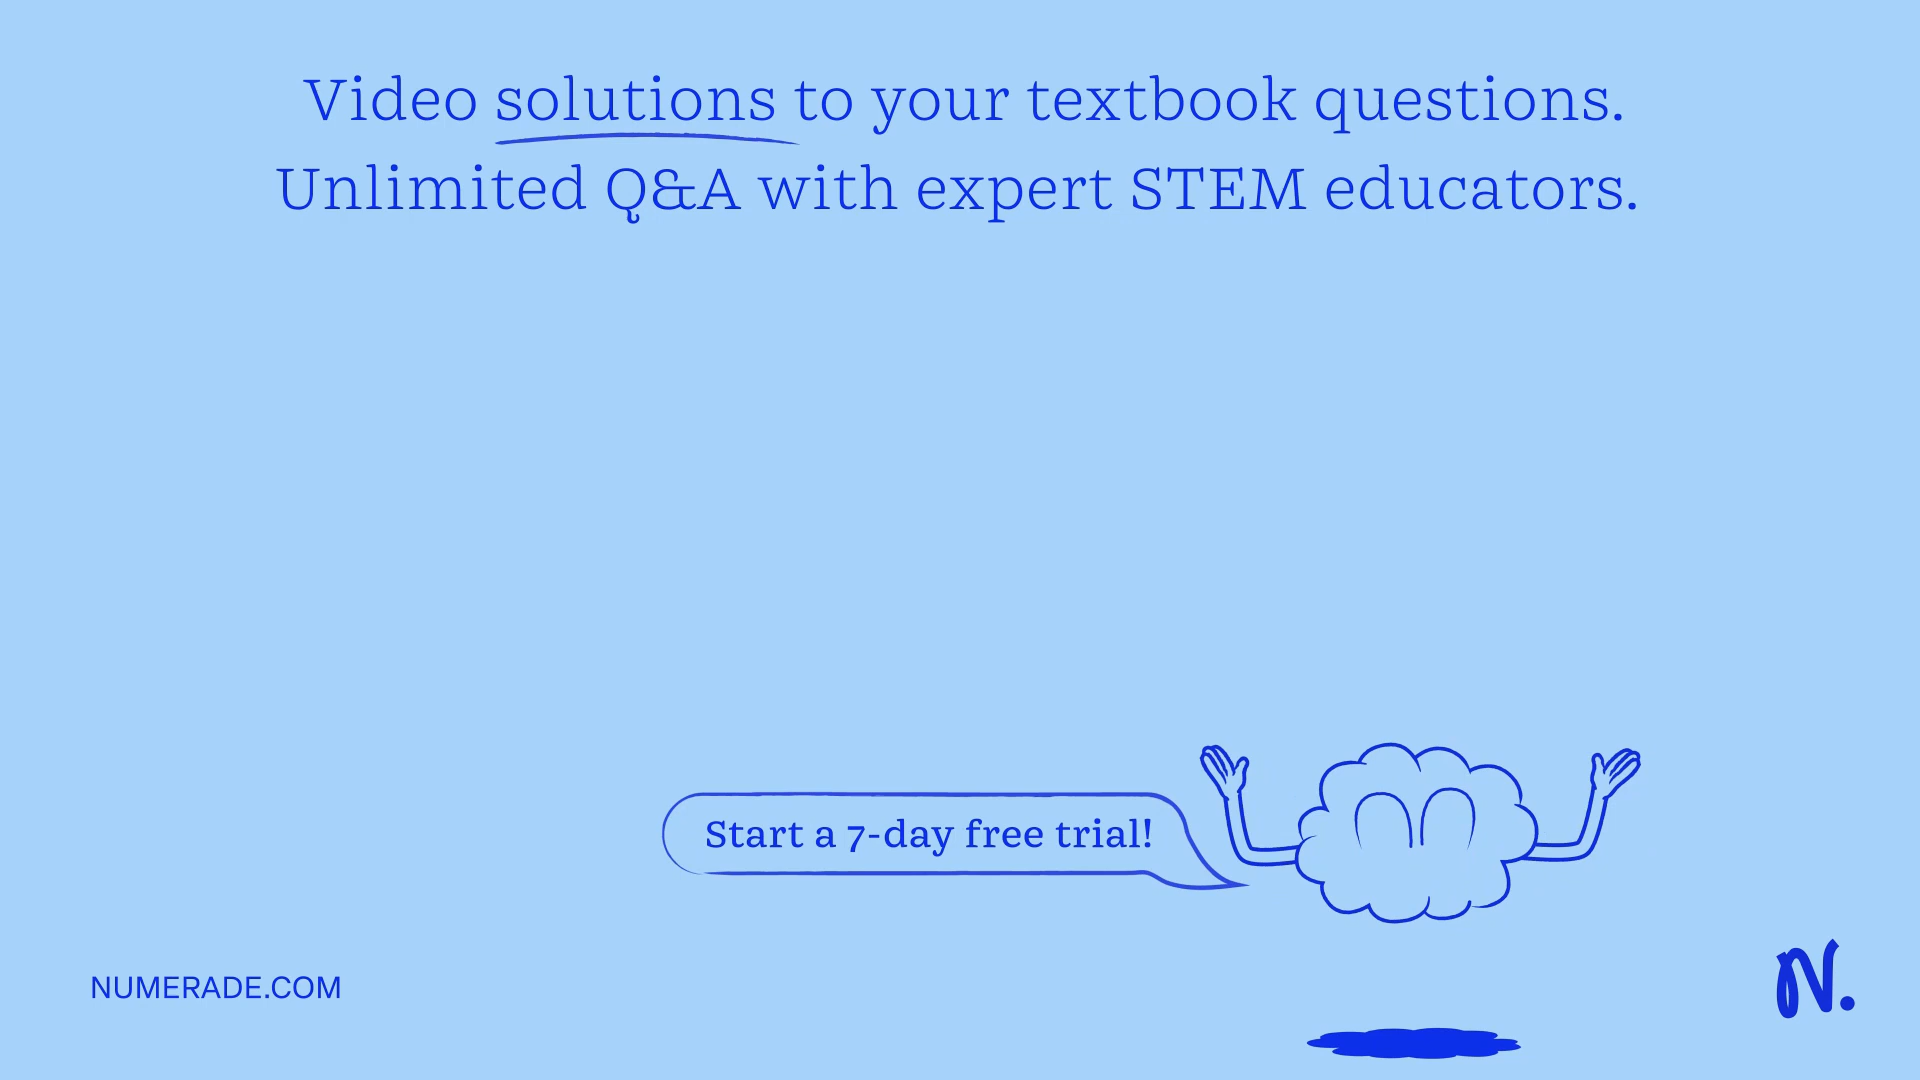 Video solutions to your textbook questions.
Unlimited Q&A with expert STEM educators.
Start a 7-day free trial!
NUMERADE.COM
N.